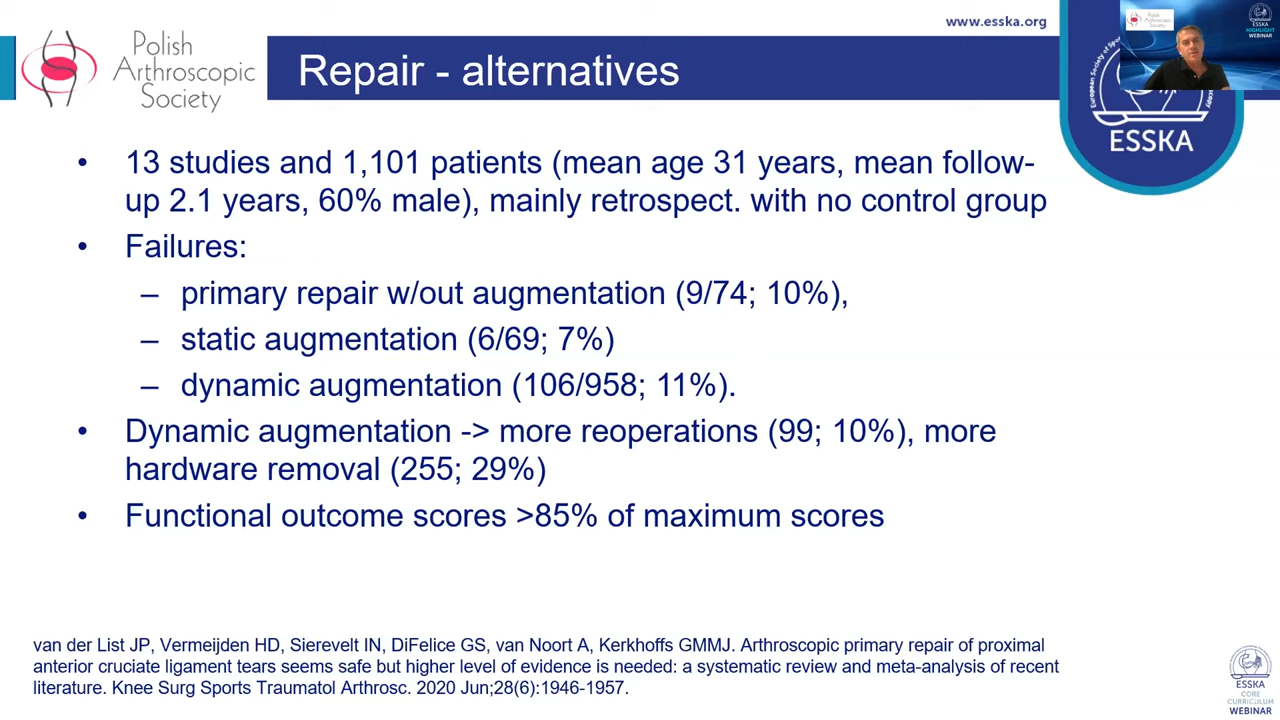 www.esska.org
Polish
Arthroscopic
Society
Repair - alternatives
ESSKA
• 13 studies and 1,101 patients (mean age 31 years, mean follow-
up 2.1 years, 60% male), mainly retrospect. with no control group
• Failures:
– primary repair w/out augmentation (9/74; 10%),
– static augmentation (6/69; 7%)
– dynamic augmentation (106/958; 11%).
• Dynamic augmentation -> more reoperations (99; 10%), more
hardware removal (255; 29%)
• Functional outcome scores >85% of maximum scores
van der List JP, Vermeijden HD, Sierevelt IN, DiFelice GS, van Noort A, Kerkhoffs GMMJ. Arthroscopic primary repair of proximal
anterior cruciate ligament tears seems safe but higher level of evidence is needed: a systematic review and meta-analysis of recent
literature. Knee Surg Sports Traumatol Arthrosc. 2020 Jun;28(6):1946-1957.
ESSKA
CORE
CURRICULUM
WEBINAR
ESSKA
HIGHLIGHT
WEBINAR